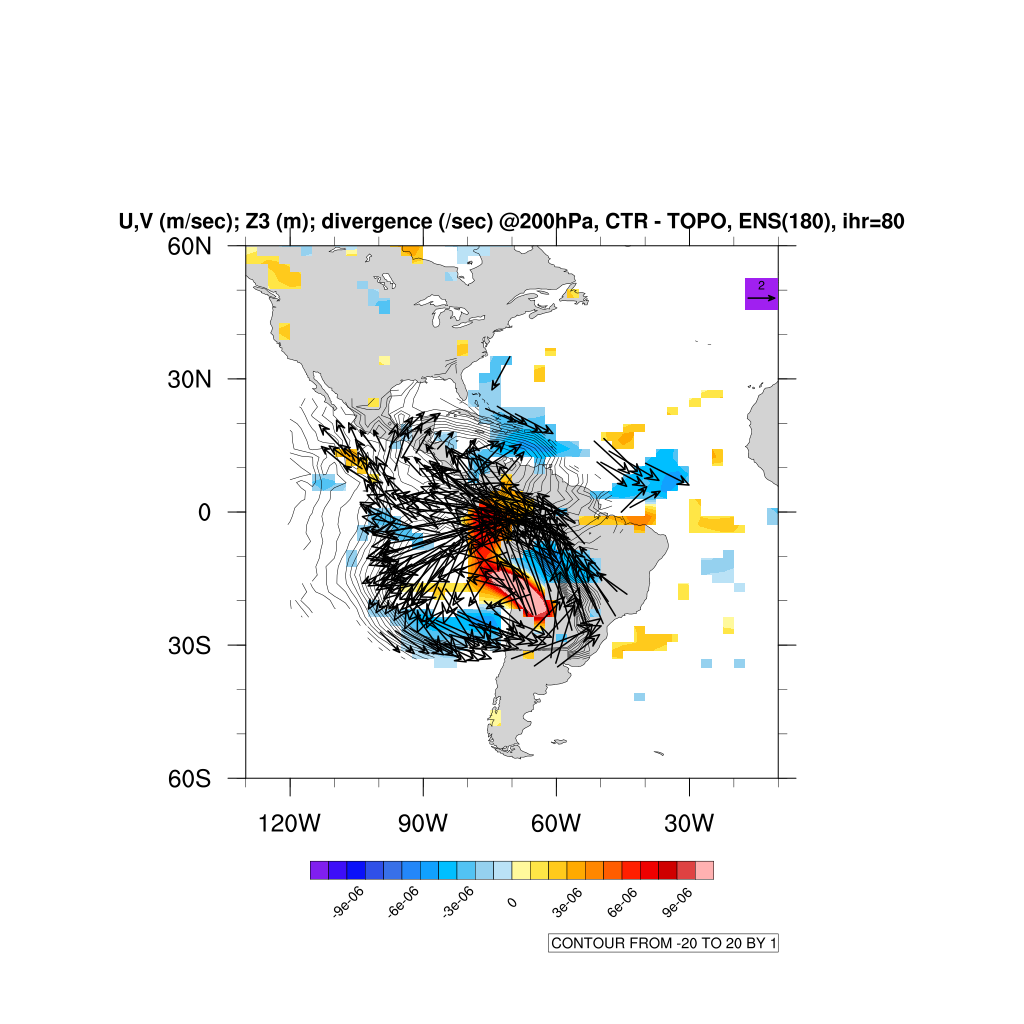 U,V (m/sec); Z3 (m); divergence (/sec) @200hPa, CTR - TOPO, ENS(180), ihr=80
60N
2
30N
0
30S
60S
120W 90W 60W 30W
-9e-06 -6e-06 -3e-06 0 3e-06 6e-06 9e-06
CONTOUR FROM -20 TO 20 BY 1